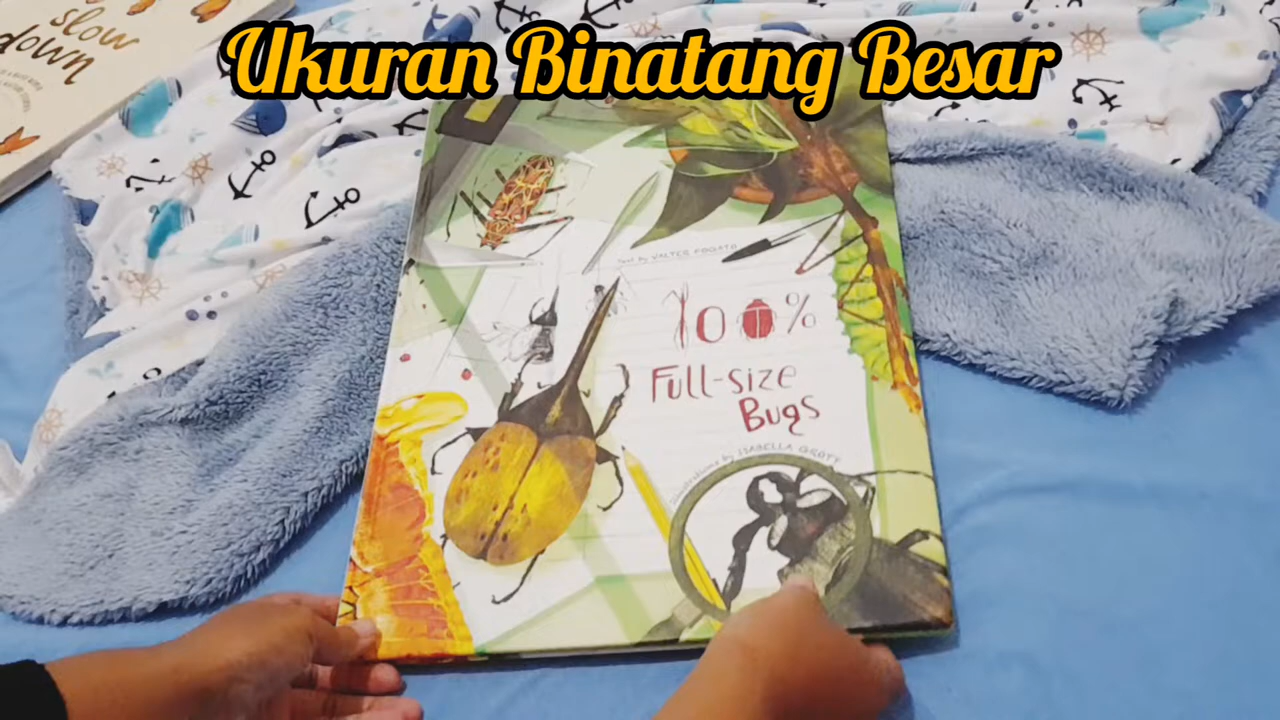 Ukuran Binatang Besar
slow
down
Text by VALTER FOGATO
100%
Full-size
Bugs
Illustrations by ISABELLA GROTT